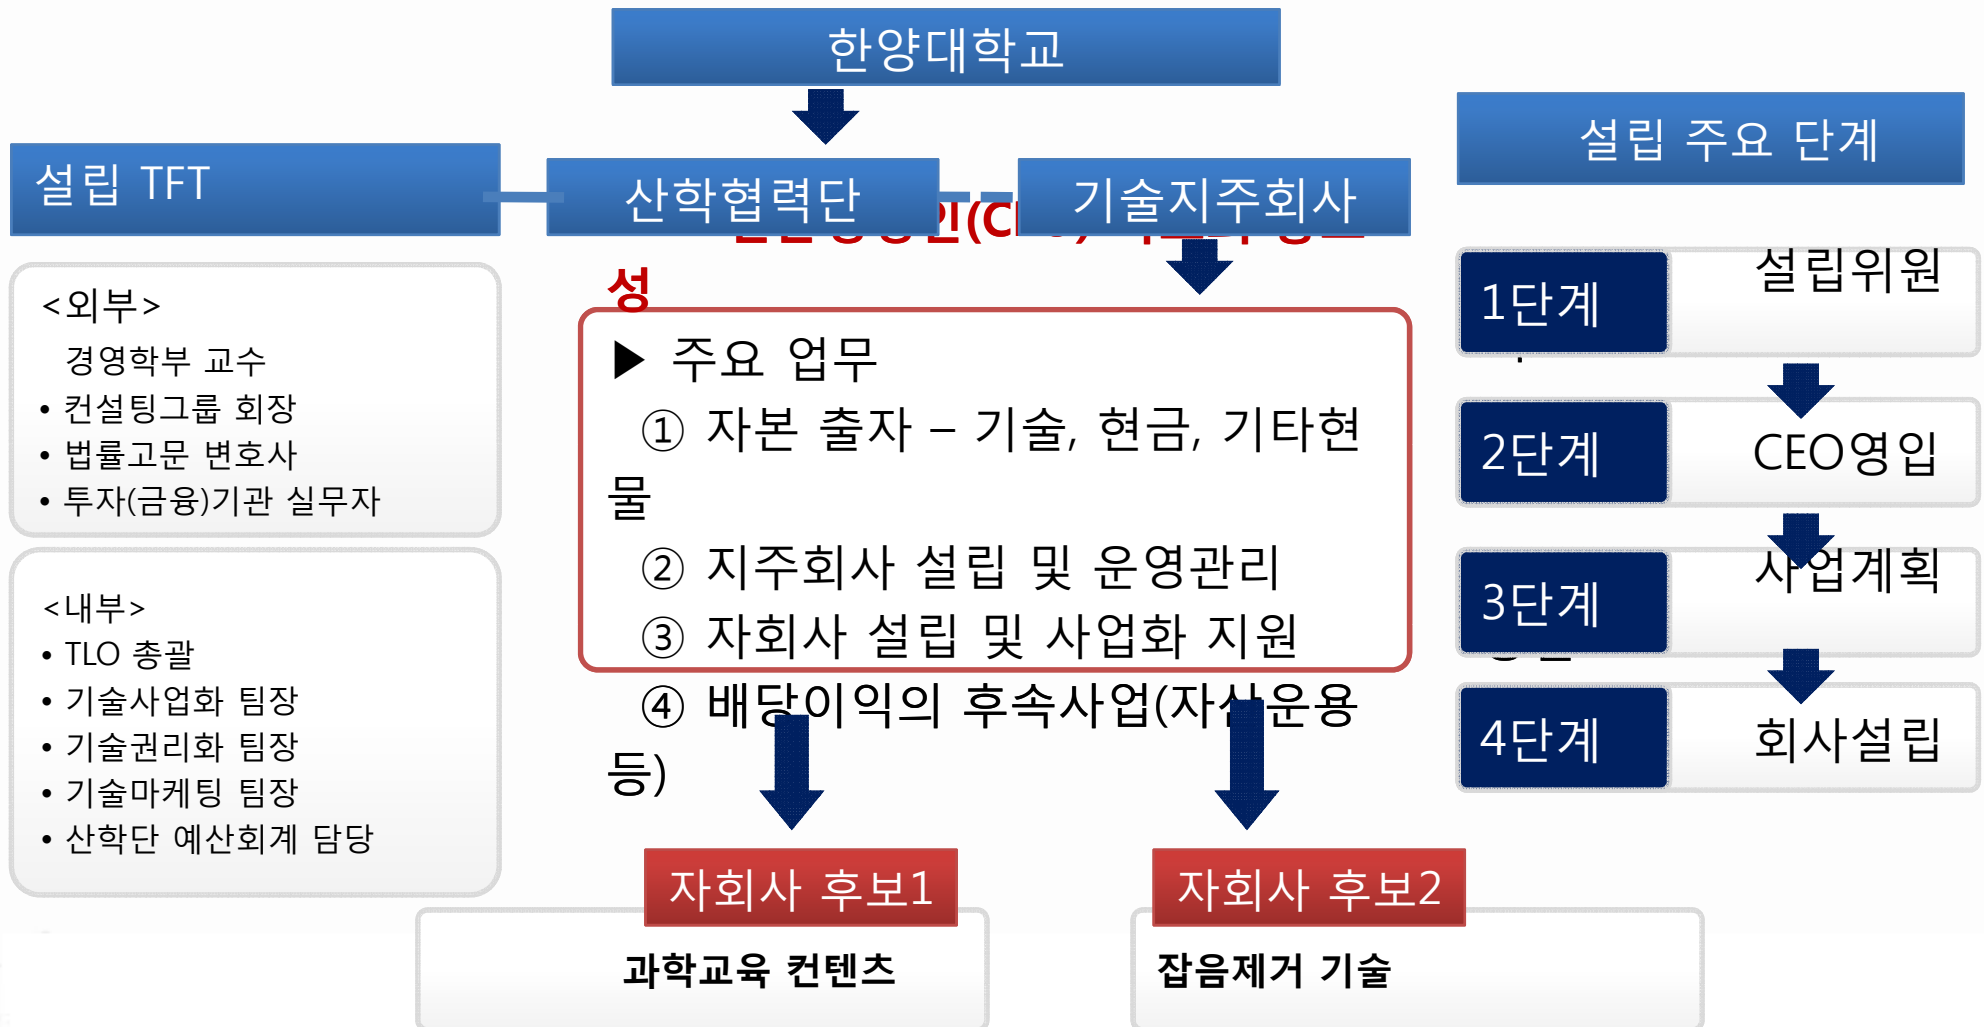 한양대학교
설립 TFT
산학협력단
기술지주회사
설립 주요 단계
성
<외부>
경영학부 교수
• 컨설팅그룹 회장
• 법률고문 변호사
• 투자(금융)기관 실무자
<내부>
• TLO 총괄
• 기술사업화 팀장
• 기술권리화 팀장
• 기술마케팅 팀장
• 산학단 예산회계 담당
▶ 주요 업무
① 자본 출자 – 기술, 현금, 기타현
물
② 지주회사 설립 및 운영관리
③ 자회사 설립 및 사업화 지원
④ 배당이익의 후속사업(자산운용
등)
1단계 설립위원
2단계 CEO영입
3단계 사업계획
4단계 회사설립
자회사 후보1
과학교육 컨텐츠
자회사 후보2
잡음제거 기술